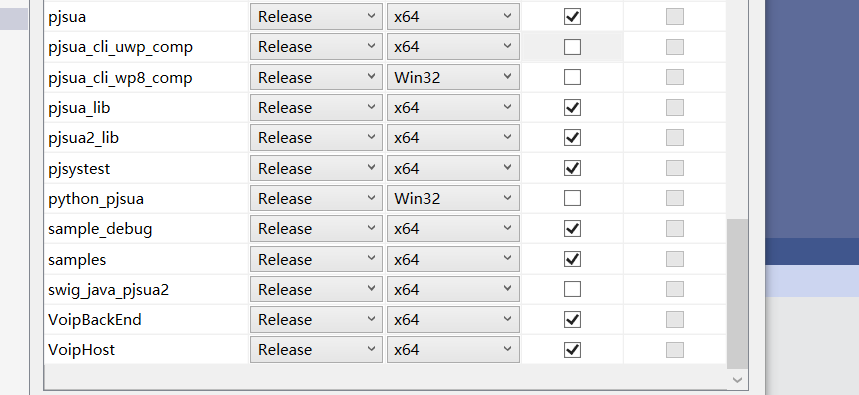 pjsua Release x64
pjsua_cli_uwp_comp Release x64
pjsua_cli_wp8_comp Release Win32
pjsua_lib Release x64
pjsua2_lib Release x64
pjsystest Release x64
python_pjsua Release Win32
sample_debug Release x64
samples Release x64
swig_java_pjsua2 Release x64
VoipBackEnd Release x64
VoipHost Release x64